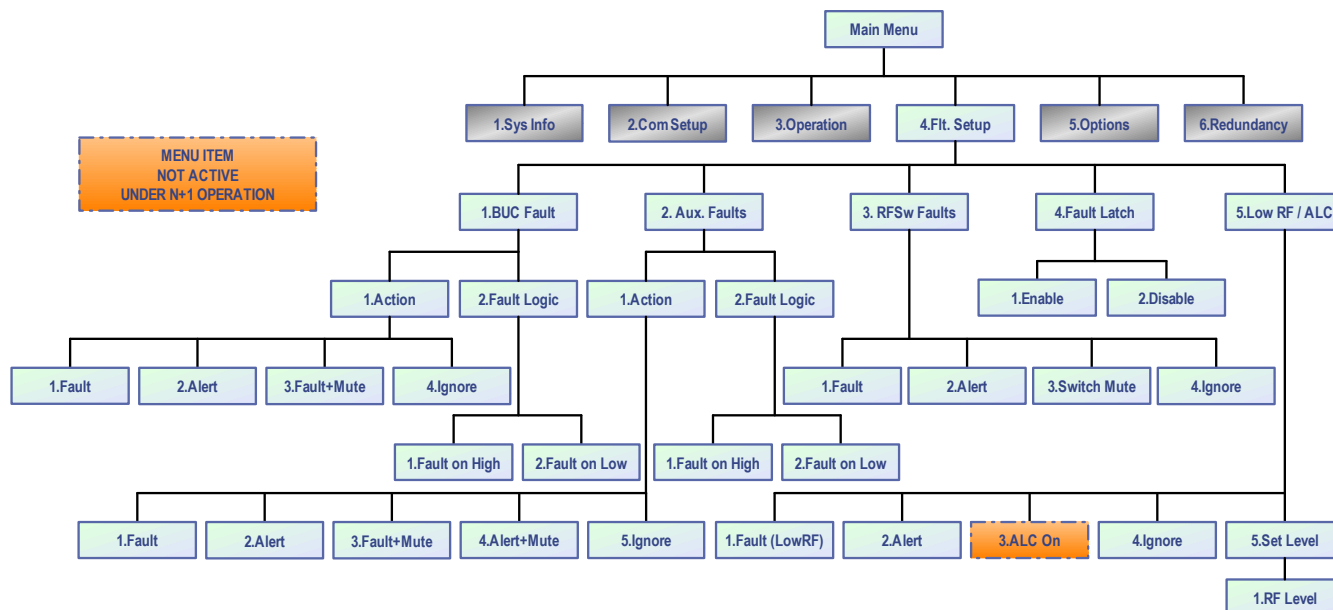 Main Menu
1.Sys Info
2.Com Setup
3.Operation
4.Flt. Setup
5.Options
6.Redundancy
MENU ITEM
NOT ACTIVE
UNDER N+1 OPERATION
1.BUC Fault
2. Aux. Faults
3. RFSw Faults
4.Fault Latch
5.Low RF / ALC
1.Action
2.Fault Logic
1.Action
2.Fault Logic
1.Enable
2.Disable
1.Fault
2.Alert
3.Fault+Mute
4.Ignore
1.Fault
2.Alert
3.Switch Mute
4.Ignore
1.Fault on High
2.Fault on Low
1.Fault on High
2.Fault on Low
1.Fault
2.Alert
3.Fault+Mute
4.Alert+Mute
5.Ignore
1.Fault (LowRF)
2.Alert
3.ALC On
4.Ignore
5.Set Level
1.RF Level